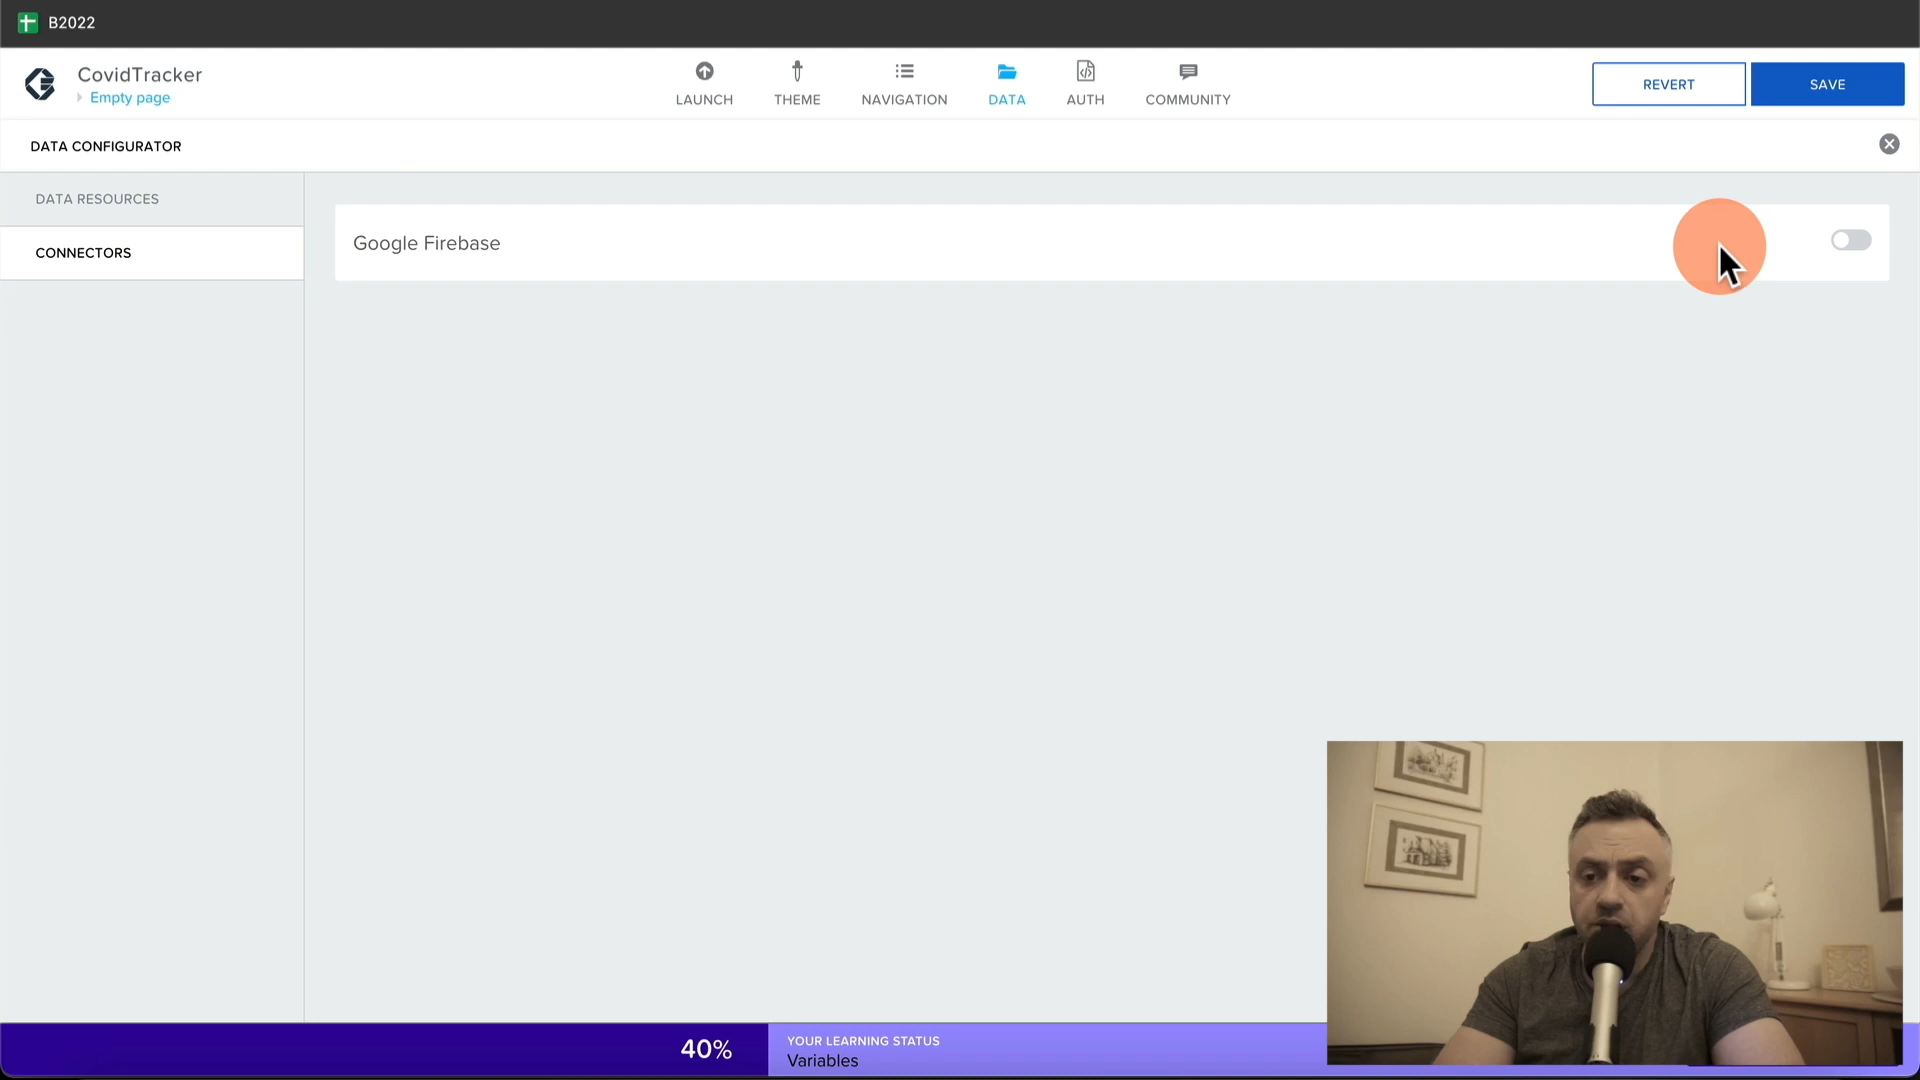 B2022
CovidTracker
Empty page
LAUNCH
THEME
NAVIGATION
DATA
AUTH
COMMUNITY
REVERT
SAVE
DATA CONFIGURATOR
DATA RESOURCES
CONNECTORS
Google Firebase
40%
YOUR LEARNING STATUS
Variables